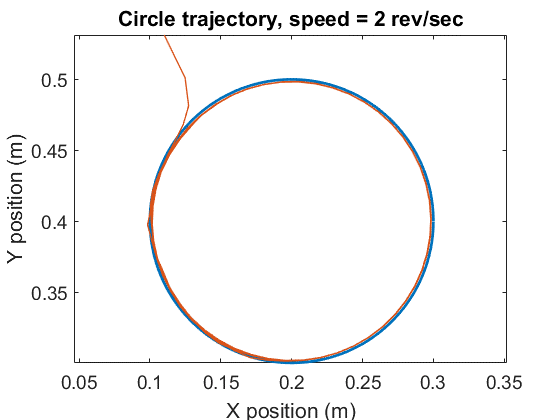 Circle trajectory, speed = 2 rev/sec
Y position (m)
0.5
0.45
0.4
0.35
0.05 0.1 0.15 0.2 0.25 0.3 0.35
X position (m)